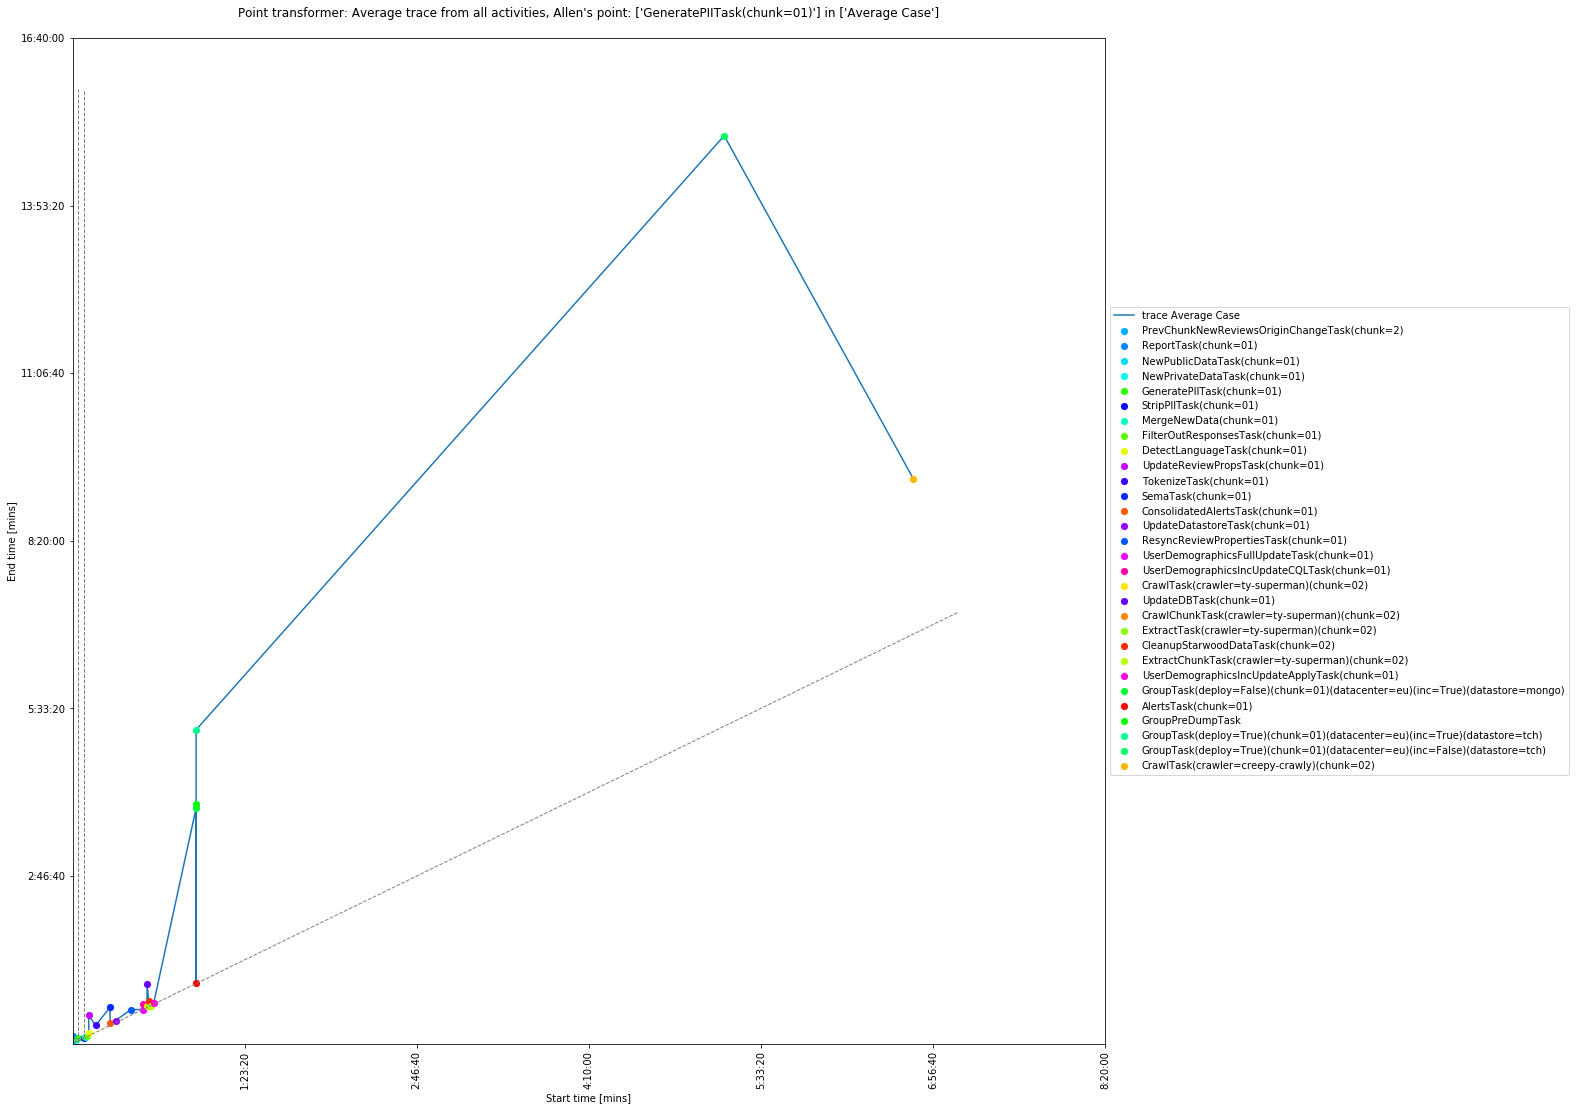 Point transformer: Average trace from all activities, Allen's point: ['GeneratePIITask(chunk=01)'] in ['Average Case']
16:40:00
13:53:20
11:06:40
8:20:00
5:33:20
2:46:40
End time [mins]
1:23:20
2:46:40
4:10:00
5:33:20
6:56:40
8:20:00
Start time [mins]
trace Average Case
PrevChunkNewReviewsOriginChangeTask(chunk=2)
ReportTask(chunk=01)
NewPublicDataTask(chunk=01)
NewPrivateDataTask(chunk=01)
GeneratePIITask(chunk=01)
StripPIITask(chunk=01)
MergeNewData(chunk=01)
FilterOutResponsesTask(chunk=01)
DetectLanguageTask(chunk=01)
UpdateReviewPropsTask(chunk=01)
TokenizeTask(chunk=01)
SemaTask(chunk=01)
ConsolidatedAlertsTask(chunk=01)
UpdateDatastoreTask(chunk=01)
ResyncReviewPropertiesTask(chunk=01)
UserDemographicsFullUpdateTask(chunk=01)
UserDemographicsIncUpdateCQLTask(chunk=01)
CrawlTask(crawler=ty-superman)(chunk=02)
UpdateDBTask(chunk=01)
CrawlChunkTask(crawler=ty-superman)(chunk=02)
ExtractTask(crawler=ty-superman)(chunk=02)
CleanupStarwoodDataTask(chunk=02)
ExtractChunkTask(crawler=ty-superman)(chunk=02)
UserDemographicsIncUpdateApplyTask(chunk=01)
GroupTask(deploy=False)(chunk=01)(datacenter=eu)(inc=True)(datastore=mongo)
AlertsTask(chunk=01)
GroupPreDumpTask
GroupTask(deploy=True)(chunk=01)(datacenter=eu)(inc=True)(datastore=tch)
GroupTask(deploy=True)(chunk=01)(datacenter=eu)(inc=False)(datastore=tch)
CrawlTask(crawler=creepy-crawly)(chunk=02)